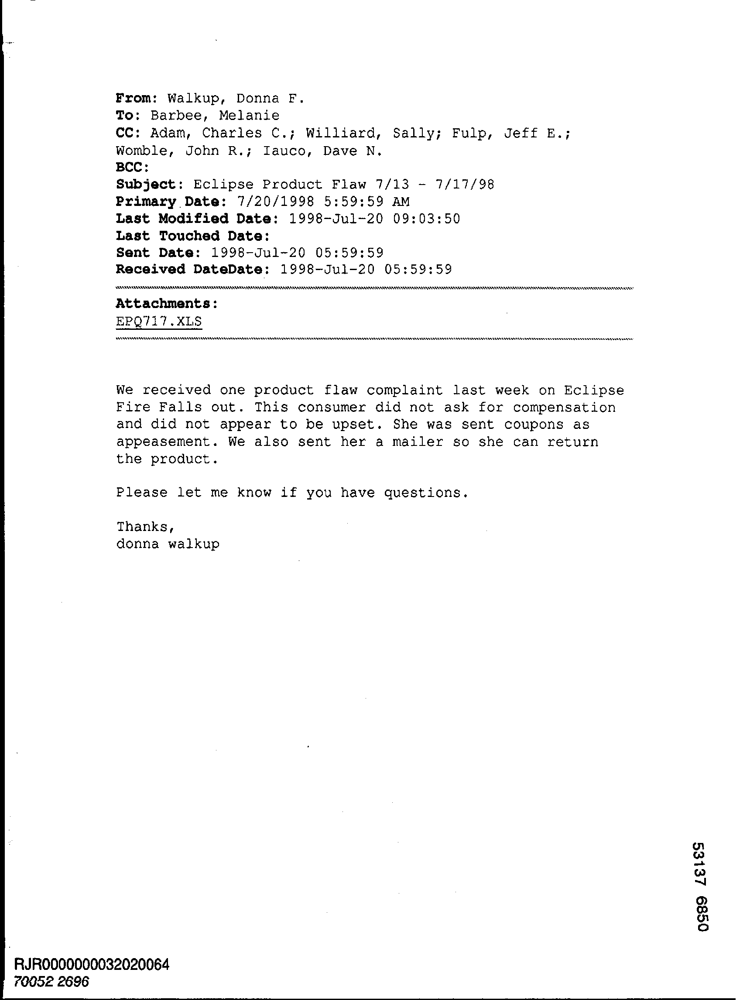 From: Walkup, Donna F.
To: Barbee, Melanie
CC: Adam, Charles C.; Williard, Sally; Fulp, Jeff E.;
Womble, John R.; Iauco, Dave N.
BCC:
Subject: Eclipse Product Flaw 7/13 - 7/17/98
Primary Date: 7/20/1998 5:59:59 AM
Last Modified Date: 1998-Jul-20 09:03:50
Last Touched Date:
Sent Date: 1998-Jul-20 05:59:59
Received DateDate: 1998-Jul-20 05:59:59
Attachments:
EPQ717.XLS
We received one product flaw complaint last week on Eclipse
Fire Falls out. This consumer did not ask for compensation
and did not appear to be upset. She was sent coupons as
appeasement. We also sent her a mailer so she can return
the product.
Please let me know if you have questions.
Thanks,
donna walkup
53137 6850
RJR0000000032020064
70052 2696